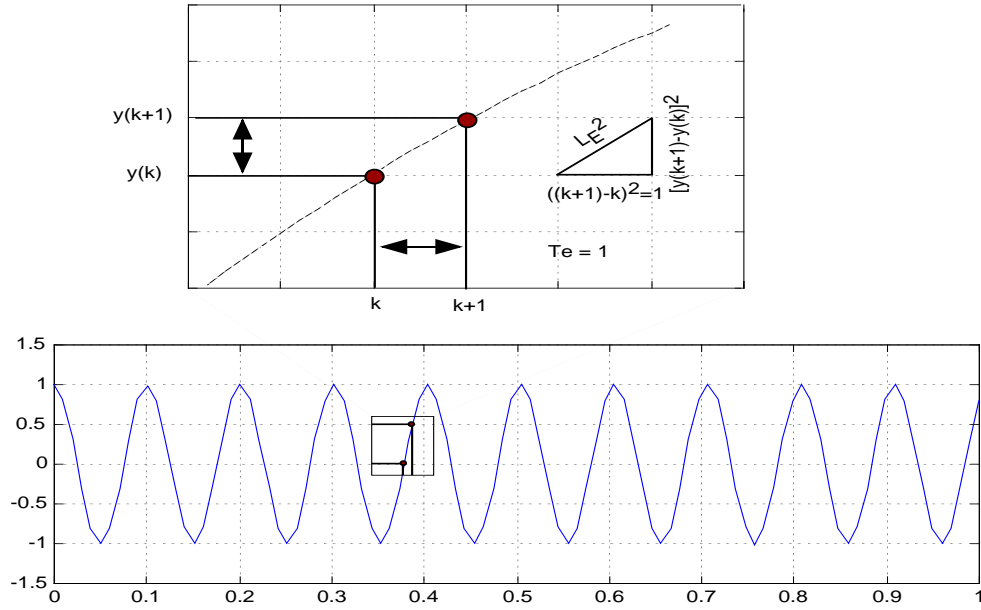 y(k+1)
y(k)
L_E^2
[y(k+1)-y(k)]^2
((k+1)-k)^2=1
Te = 1
k
k+1
1.5
1
0.5
0
-0.5
-1
-1.5
0
0.1
0.2
0.3
0.4
0.5
0.6
0.7
0.8
0.9
1